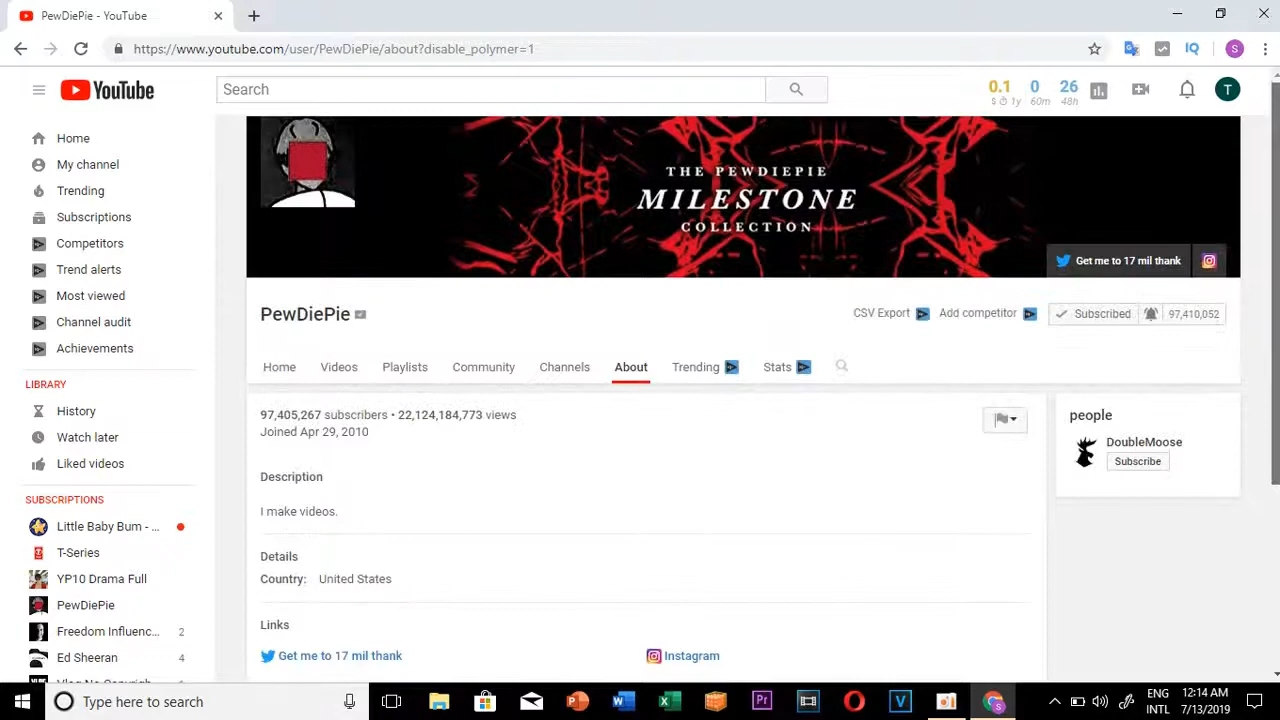 PewDiePie - YouTube
https://www.youtube.com/user/PewDiePie/about?disable_polymer=1
S
YouTube
Search
0.1 0 26
$ 1y 60m 48h
T
Home
My channel
Trending
Subscriptions
Competitors
Trend alerts
Most viewed
Channel audit
Achievements
LIBRARY
History
Watch later
Liked videos
SUBSCRIPTIONS
Little Baby Bum - ...
T-Series
YP10 Drama Full
PewDiePie
Freedom Influenc... 2
Ed Sheeran 4
THE PEWDIEPIE
MILESTONE
COLLECTION
Get me to 17 mil thank
PewDiePie
CSV Export Add competitor Subscribed 97,410,052
Home Videos Playlists Community Channels About Trending Stats
97,405,267 subscribers • 22,124,184,773 views
Joined Apr 29, 2010
Description
I make videos.
Details
Country: United States
Links
Get me to 17 mil thank Instagram
people
DoubleMoose
Subscribe
Type here to search
ENG
INTL
12:14 AM
7/13/2019